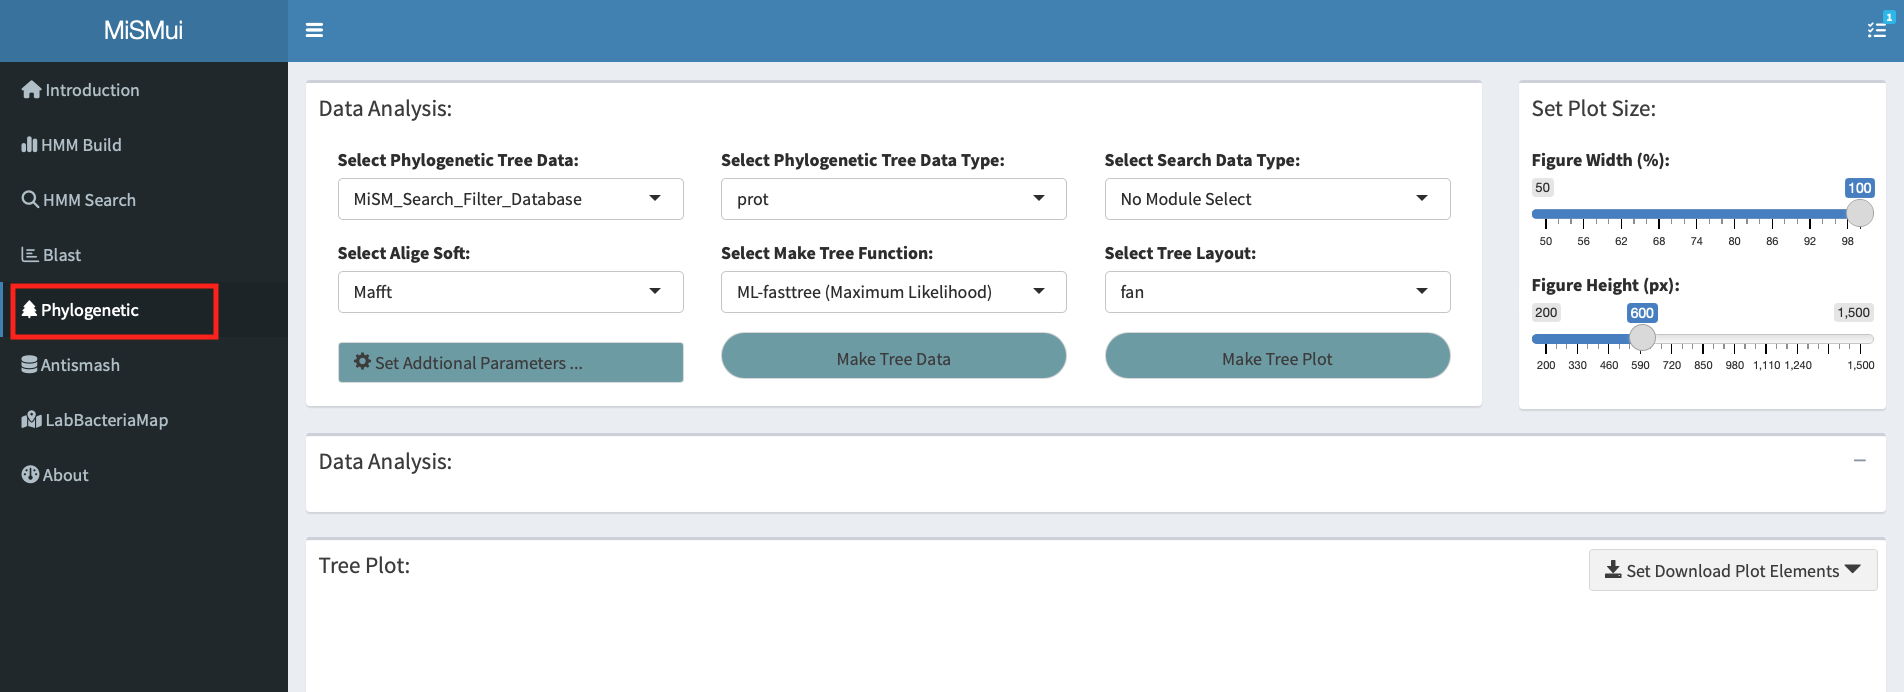 MiSMui
1
Introduction
HMM Build
HMM Search
Blast
Phylogenetic
Antismash
LabBacteriaMap
About
Data Analysis:
Select Phylogenetic Tree Data:
MiSM_Search_Filter_Database
Select Phylogenetic Tree Data Type:
prot
Select Search Data Type:
No Module Select
Select Alige Soft:
Mafft
Select Make Tree Function:
ML-fasttree (Maximum Likelihood)
Select Tree Layout:
fan
Set Addtional Parameters ...
Make Tree Data
Make Tree Plot
Set Plot Size:
Figure Width (%):
50 100
50 56 62 68 74 80 86 92 98
Figure Height (px):
200 600 1,500
200 330 460 590 720 850 980 1,110 1,240 1,500
Data Analysis:
Tree Plot:
Set Download Plot Elements